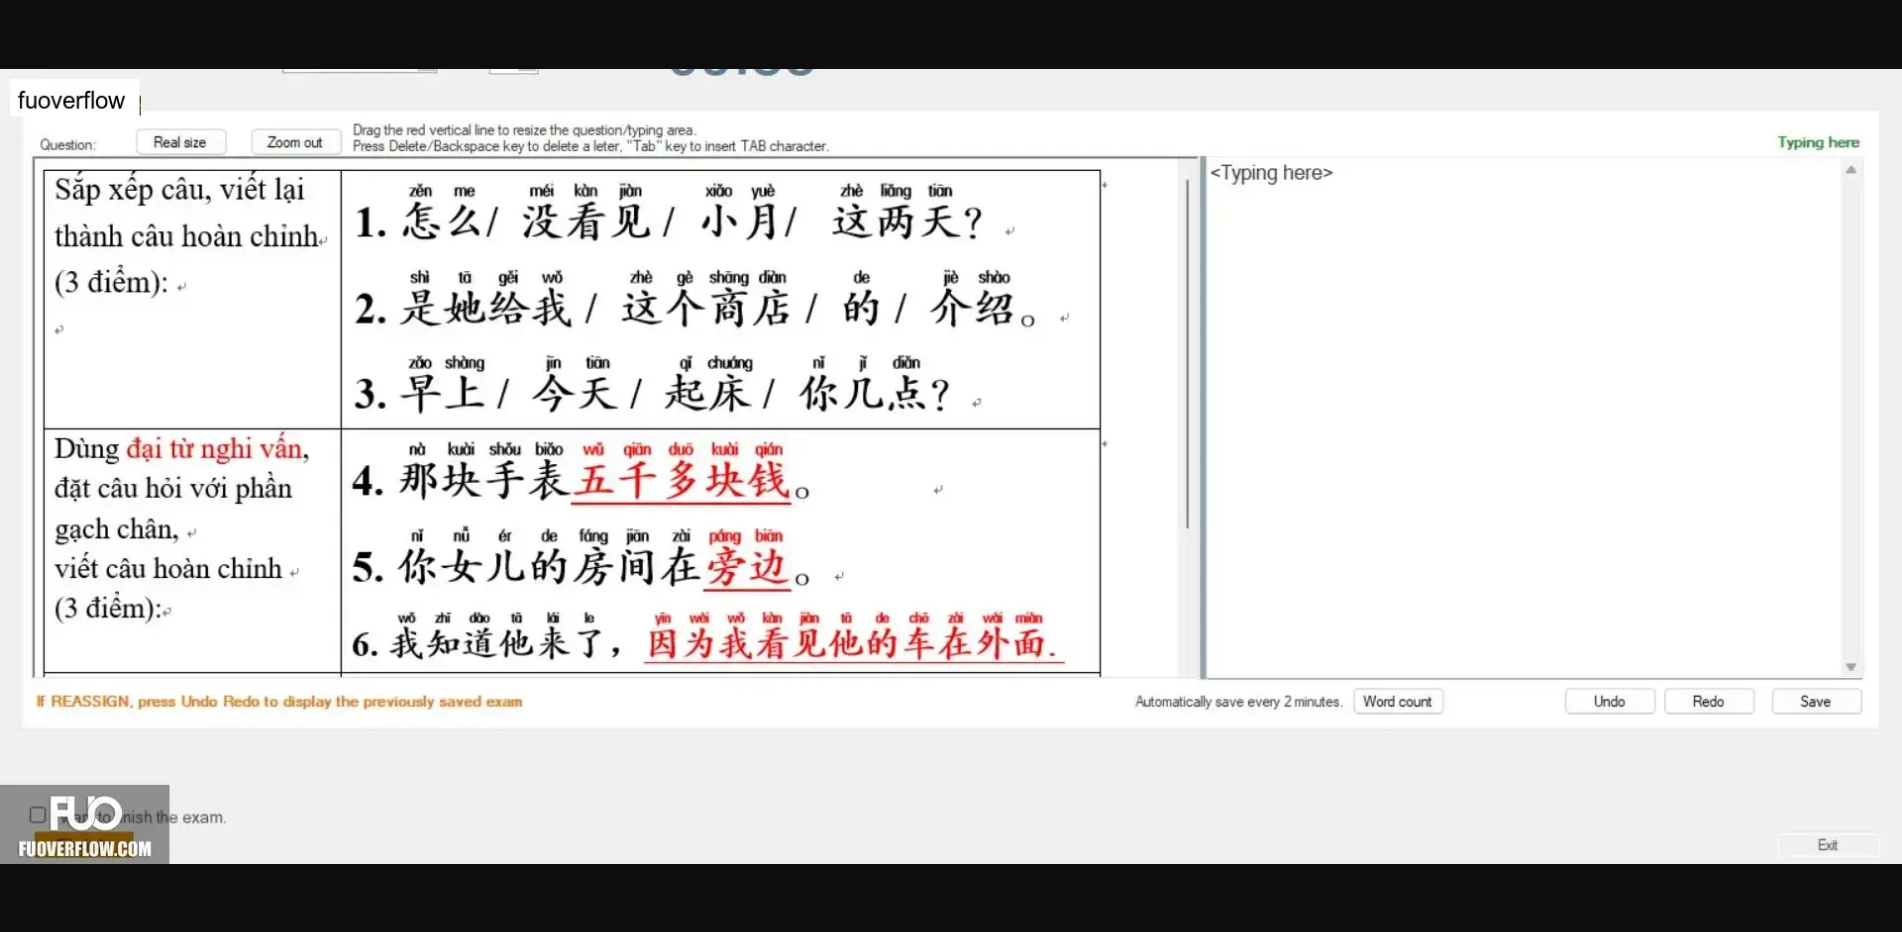 fuoverflow
Question:
Real size
Zoom out
Drag the red vertical line to resize the question/typing area.
Press Delete/Backspace key to delete a leter, "Tab" key to insert TAB character.
Typing here
Sắp xếp câu, viết lại
thành câu hoàn chỉnh
(3 điểm):
zěn me méi kàn jiàn xiǎo yuè zhè liǎng tiān
1. 怎么/ 没看见 / 小月/ 这两天?
shì tā gěi wǒ zhè gè shāng diàn de jiè shào
2. 是她给我 / 这个商店 / 的 / 介绍。
zǎo shàng jīn tiān qǐ chuáng nǐ jǐ diǎn
3. 早上 / 今天 / 起床 / 你几点?
Dùng đại từ nghi vấn,
đặt câu hỏi với phần
gạch chân,
viết câu hoàn chỉnh
(3 điểm):
nà kuài shǒu biǎo wǔ qiān duō kuài qián
4. 那块手表五千多块钱。
nǐ nǚ ér de fáng jiān zài páng biān
5. 你女儿的房间在旁边。
wǒ zhī dào tā lái le yīn wèi wǒ kàn jiàn tā de chē zài wài miàn
6. 我知道他来了，因为我看见他的车在外面.
<Typing here>
If REASSIGN, press Undo Redo to display the previously saved exam
Automatically save every 2 minutes.
Word count
Undo
Redo
Save
FUO
nish the exam.
FUOVERFLOW.COM
Exit